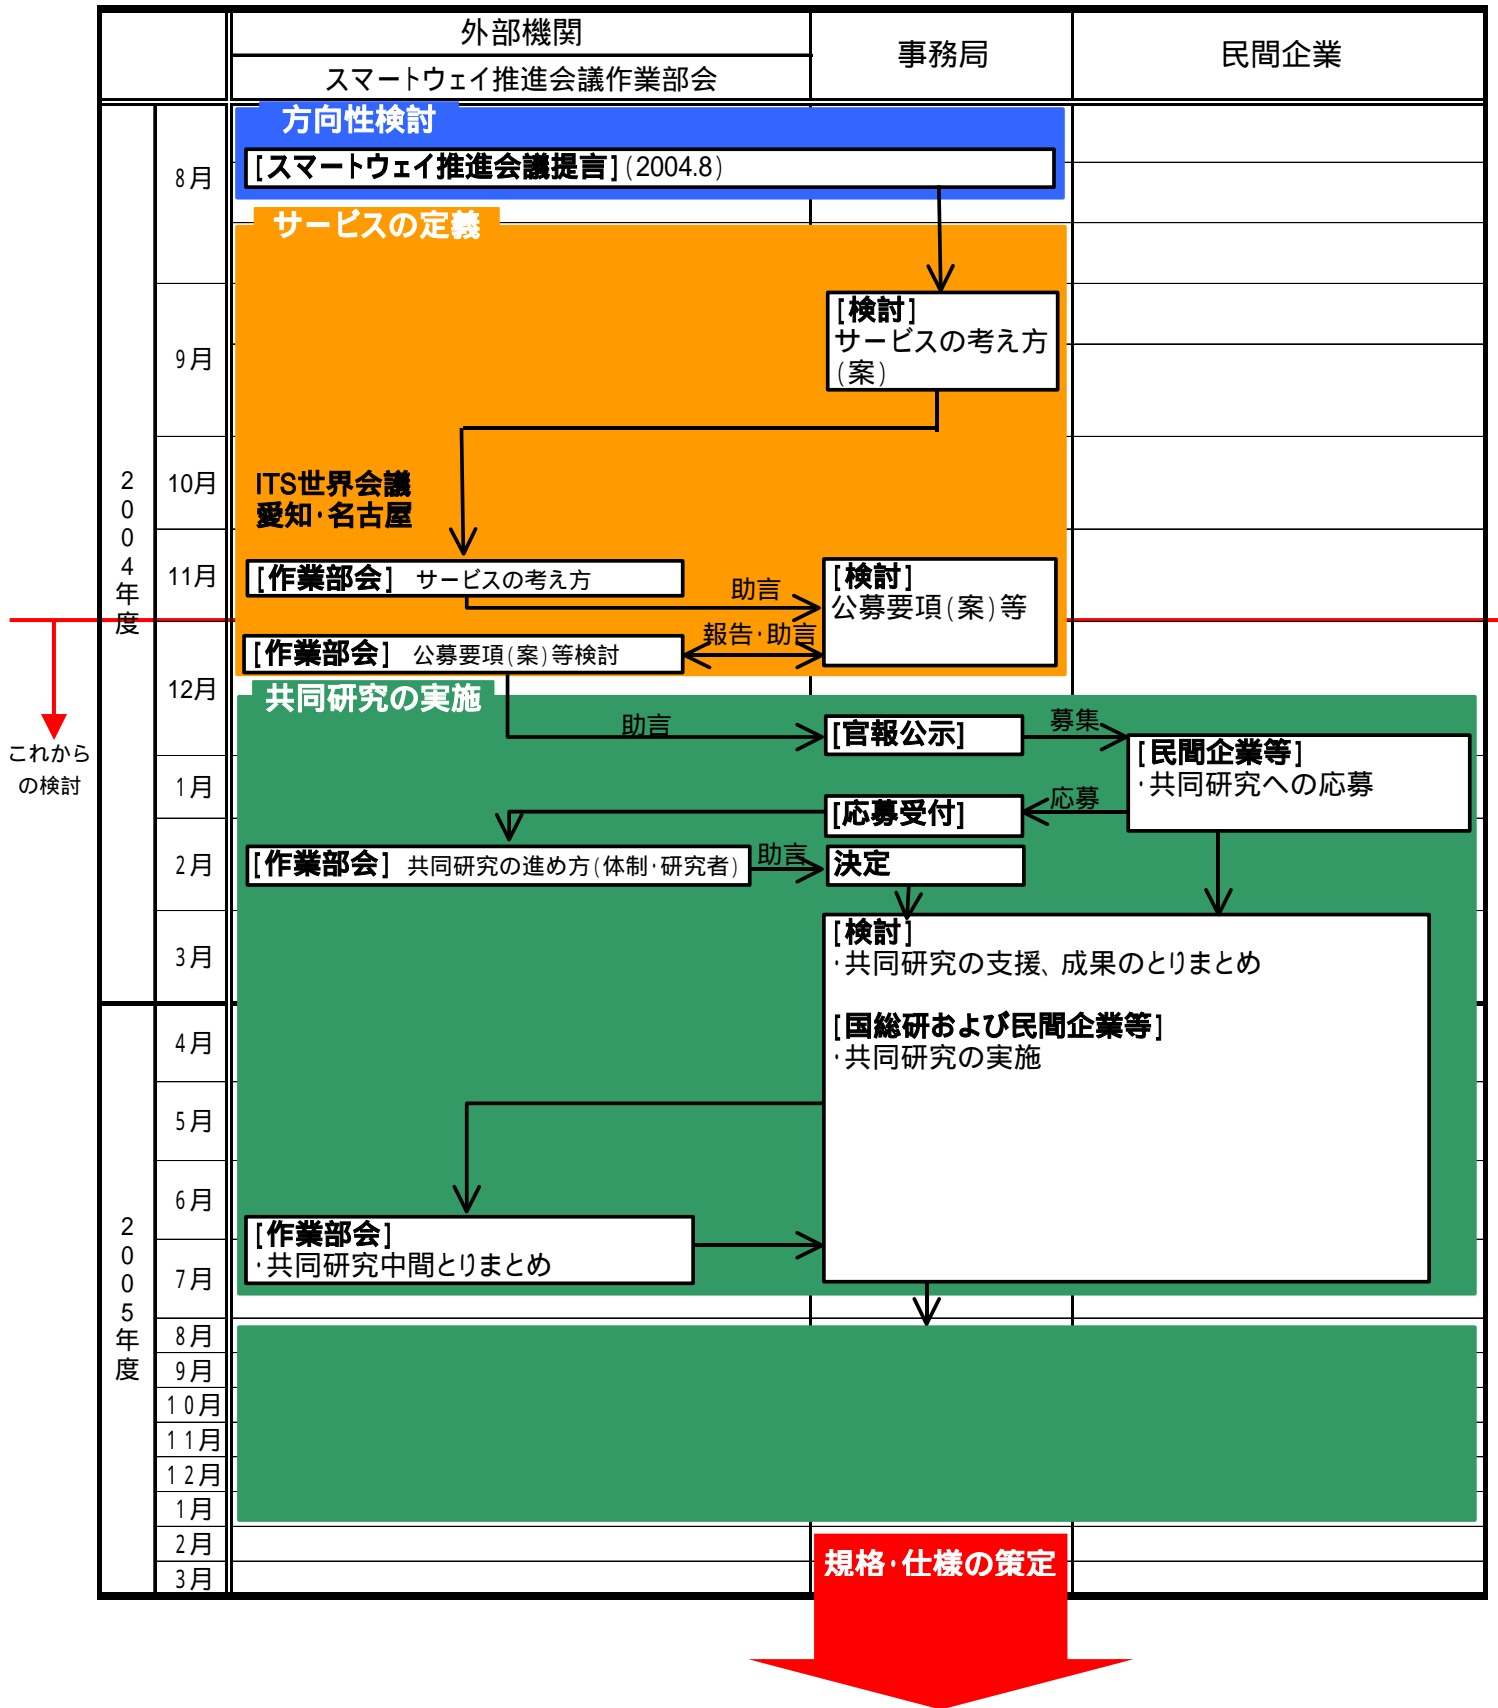 外部機関
スマートウェイ推進会議作業部会
事務局
民間企業
2004年度
8月
9月
10月
11月
12月
1月
2月
3月
2005年度
4月
5月
6月
7月
8月
9月
10月
11月
12月
1月
2月
3月
方向性検討
[スマートウェイ推進会議提言](2004.8)
サービスの定義
[検討]
サービスの考え方
(案)
ITS世界会議
愛知・名古屋
[作業部会] サービスの考え方
助言
[検討]
公募要項(案)等
報告・助言
[作業部会] 公募要項(案)等検討
これから
の検討
共同研究の実施
助言
[官報公示]
募集
[民間企業等]
・共同研究への応募
応募
[応募受付]
[作業部会] 共同研究の進め方(体制・研究者)
助言
決定
[検討]
・共同研究の支援、成果のとりまとめ
[国総研および民間企業等]
・共同研究の実施
[作業部会]
・共同研究中間とりまとめ
規格・仕様の策定